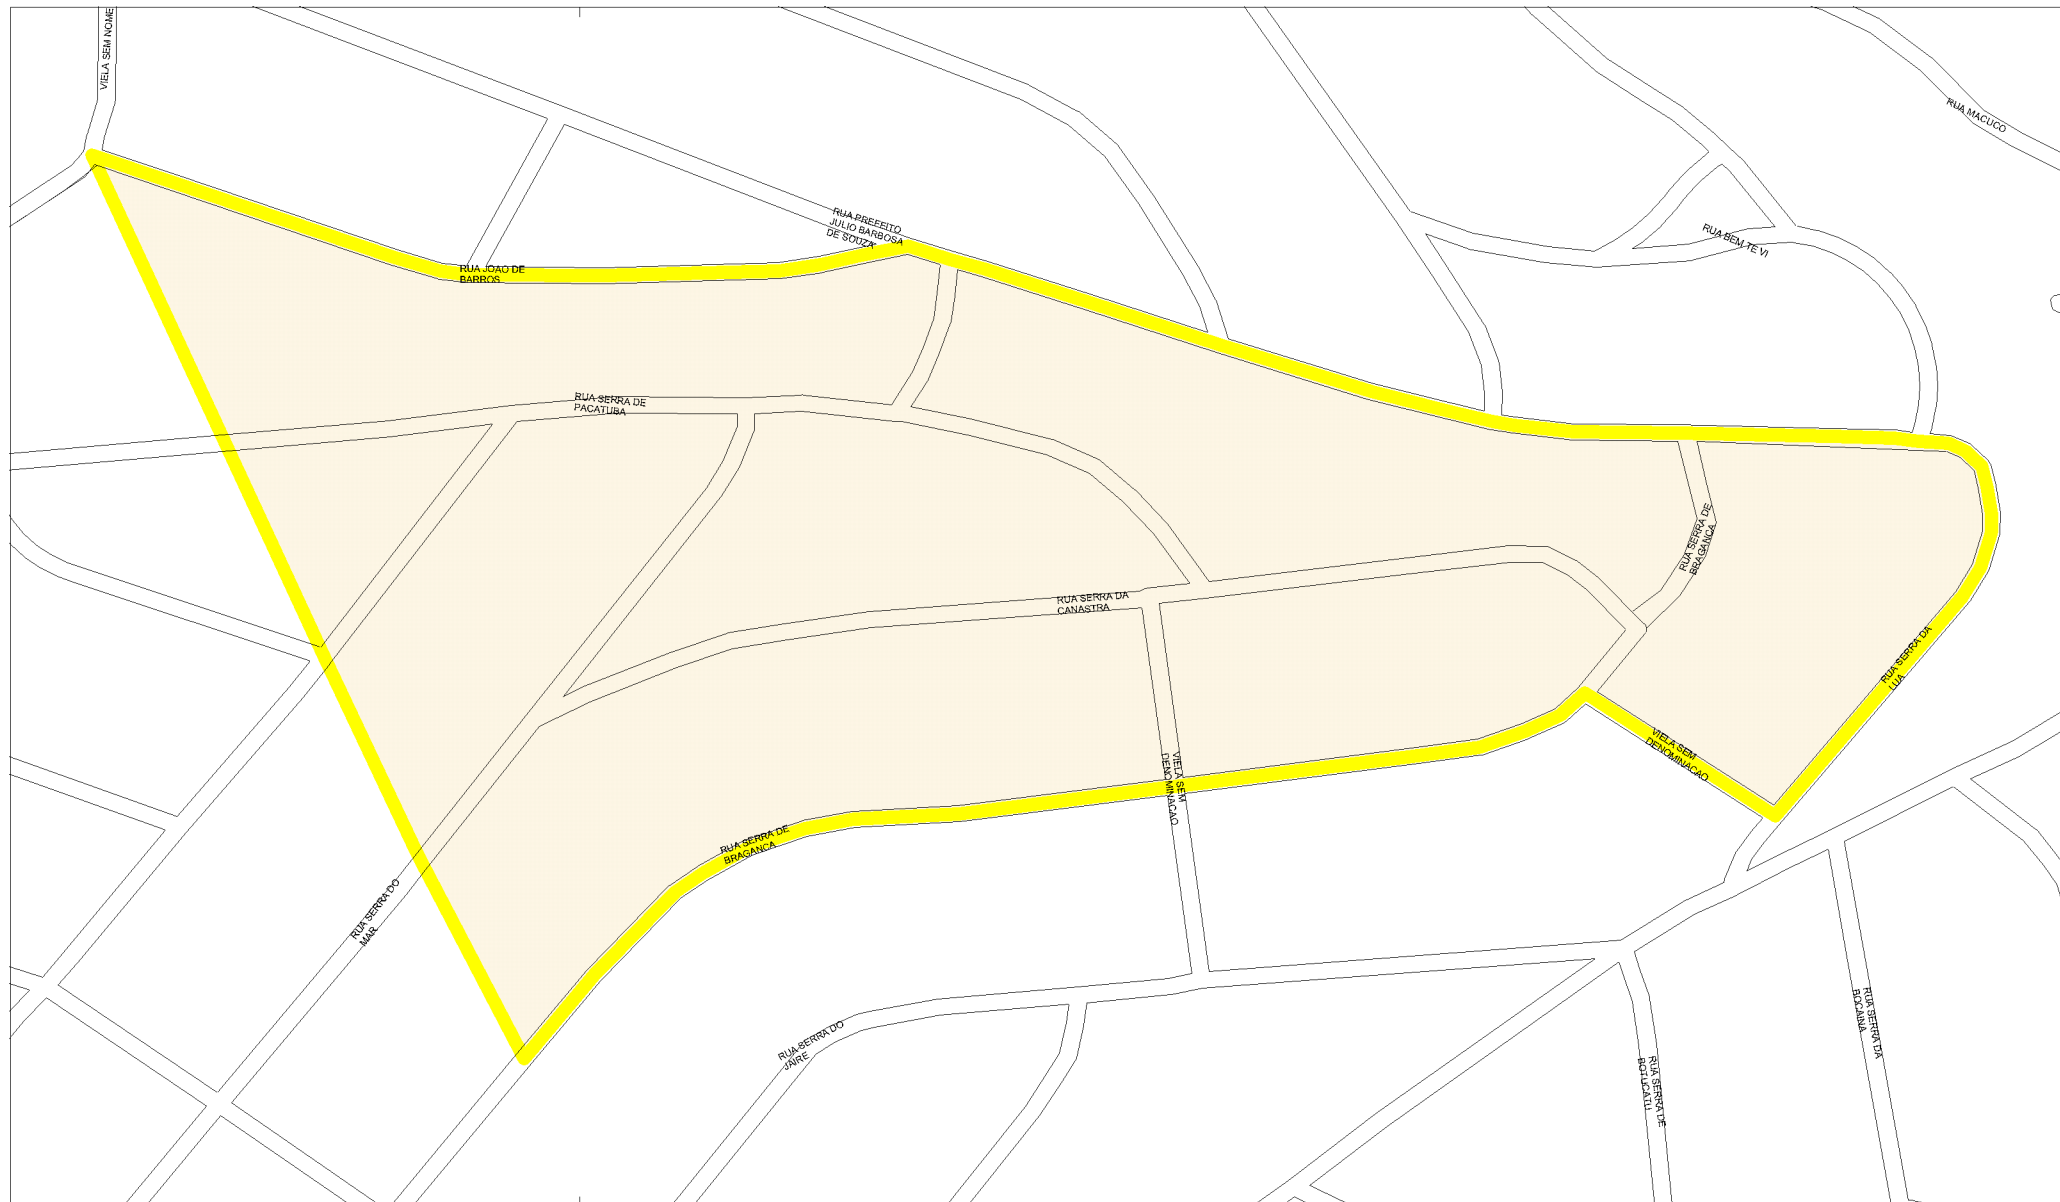 VIELA SEM NOME
RUA MACUCO
RUA PREFEITO
JULIO BARBOSA
DE SOUZA
RUA BEM TE VI
RUA JOAO DE
BARROS
RUA SERRA DE
PACATUBA
RUA SERRA DE
BRAGANCA
RUA SERRA DA
CANASTRA
RUA SERRA DA
LUA
VIELA SEM
DENOMINACAO
VIELA SEM
DENOMINACAO
RUA SERRA DE
BRAGANCA
RUA SERRA DO
MAR
RUA SERRA DO
JAIRE
RUA SERRA DA
BOCAINA
RUA SERRA DE
BOTUCATU